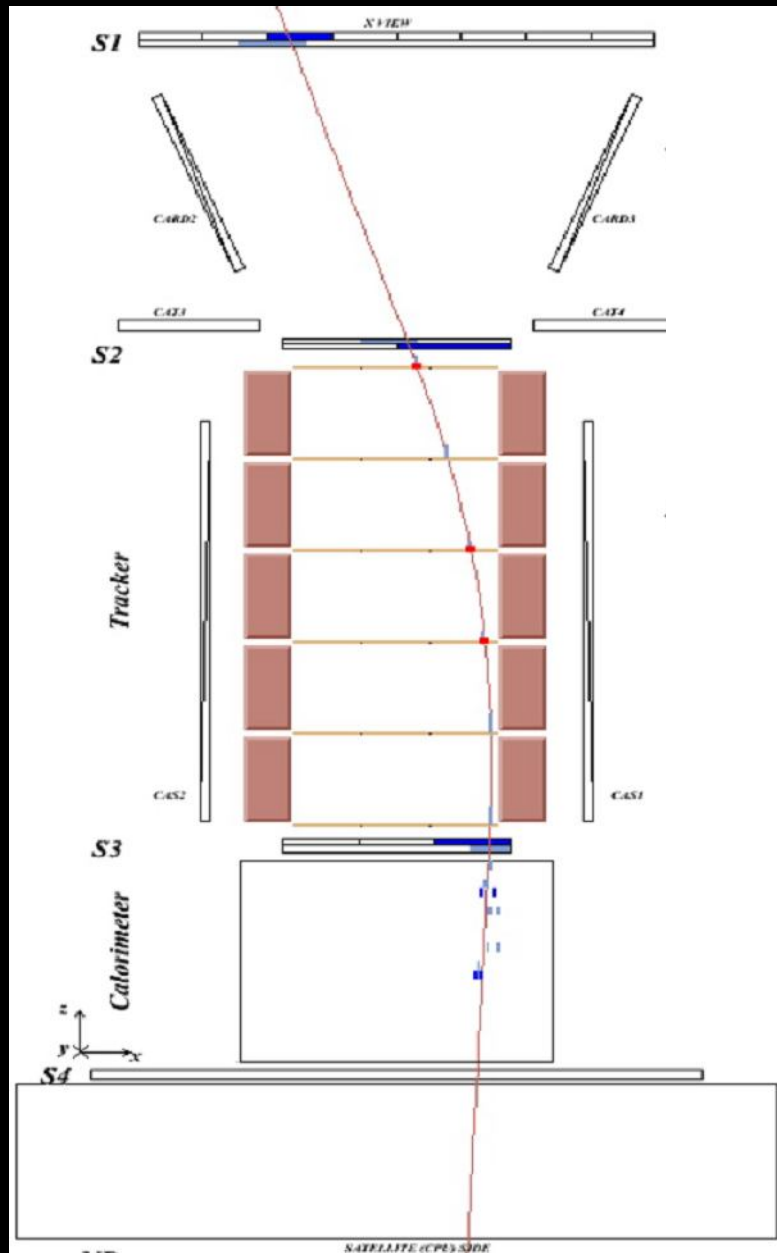 X VIEW
S1
CARD2
CARD3
CAT3
CAT4
S2
Tracker
CAS2
CAS1
S3
Calorimeter
z
y
x
S4
SATELLITE (CPU) SIDE